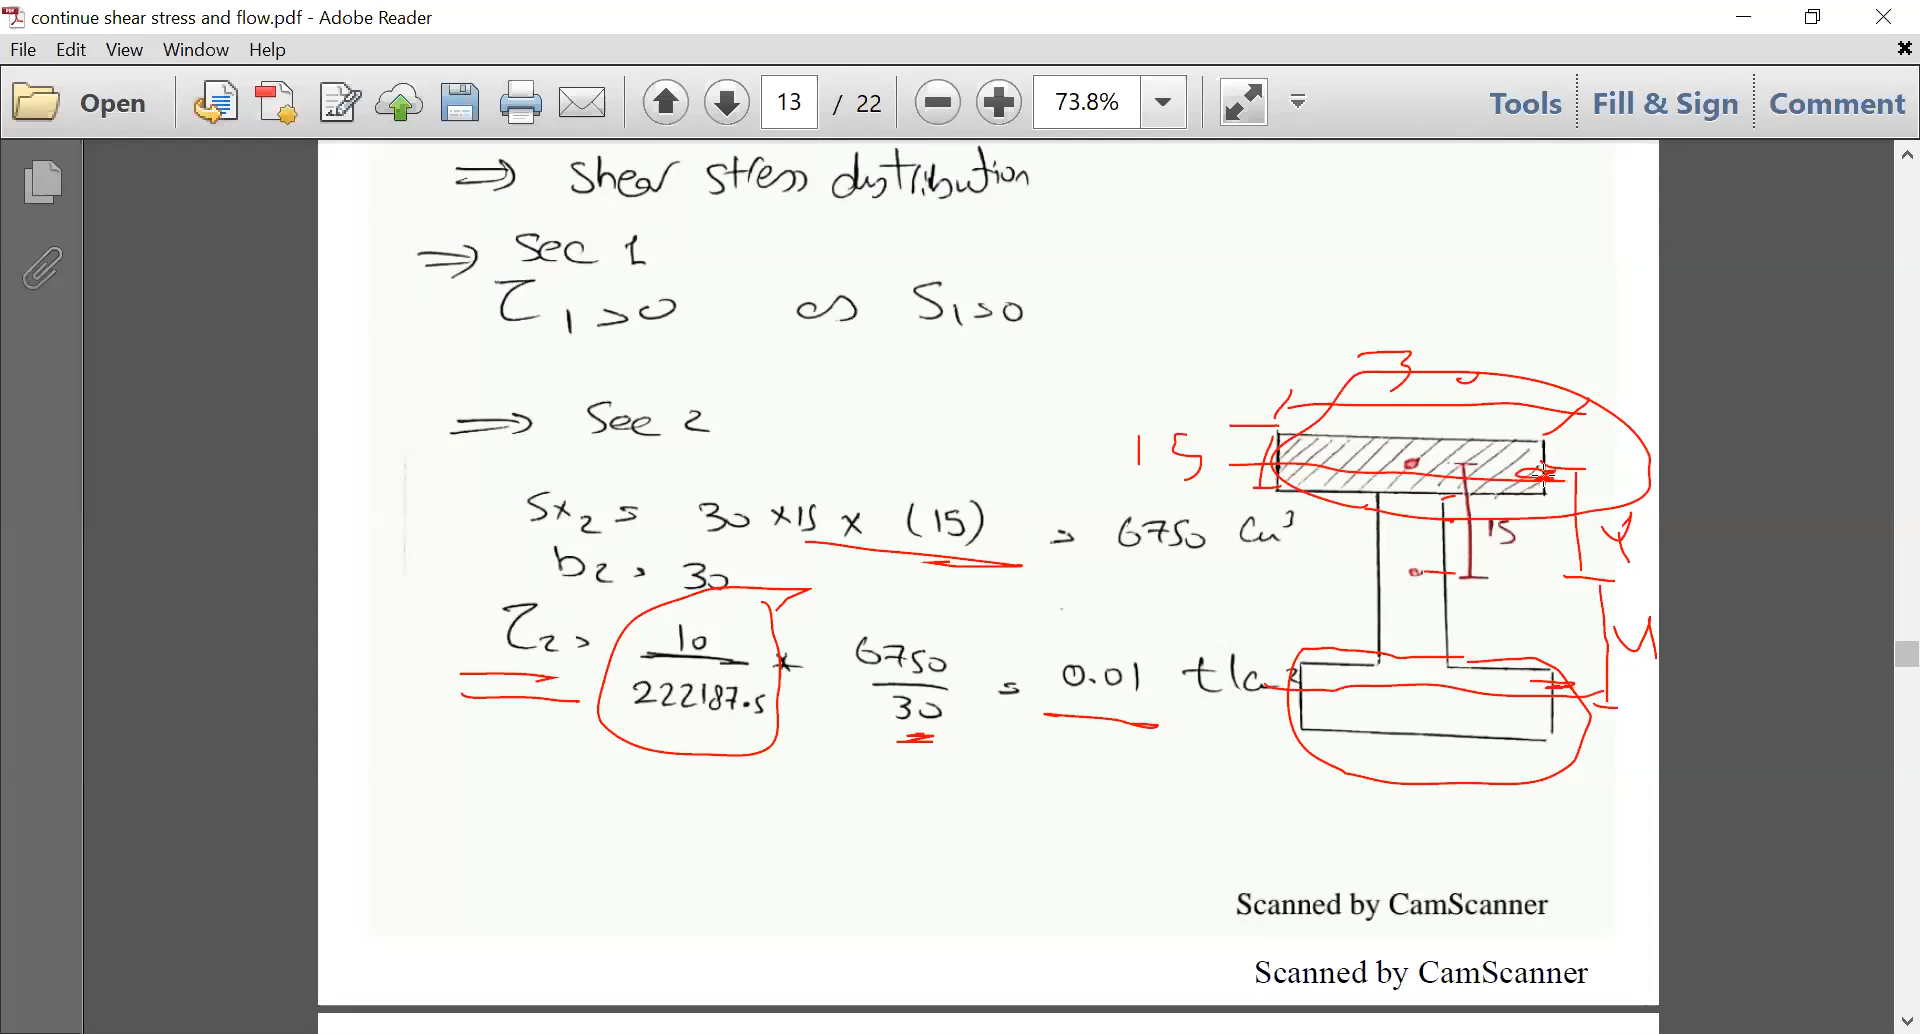 continue shear stress and flow.pdf - Adobe Reader
File Edit View Window Help
Open 13 / 22 73.8% Tools Fill & Sign Comment
⇒ shear stress distribution
⇒ Sec 1
τ1 = 0 as S1 = 0
⇒ Sec 2
30
15
Sx2 = 30 × 15 × (15) = 6750 cm³
15
Y
b2 = 30
τ2 = 10/222187.5 * 6750/30 = 0.01 t/cm²
Y
Scanned by CamScanner
Scanned by CamScanner